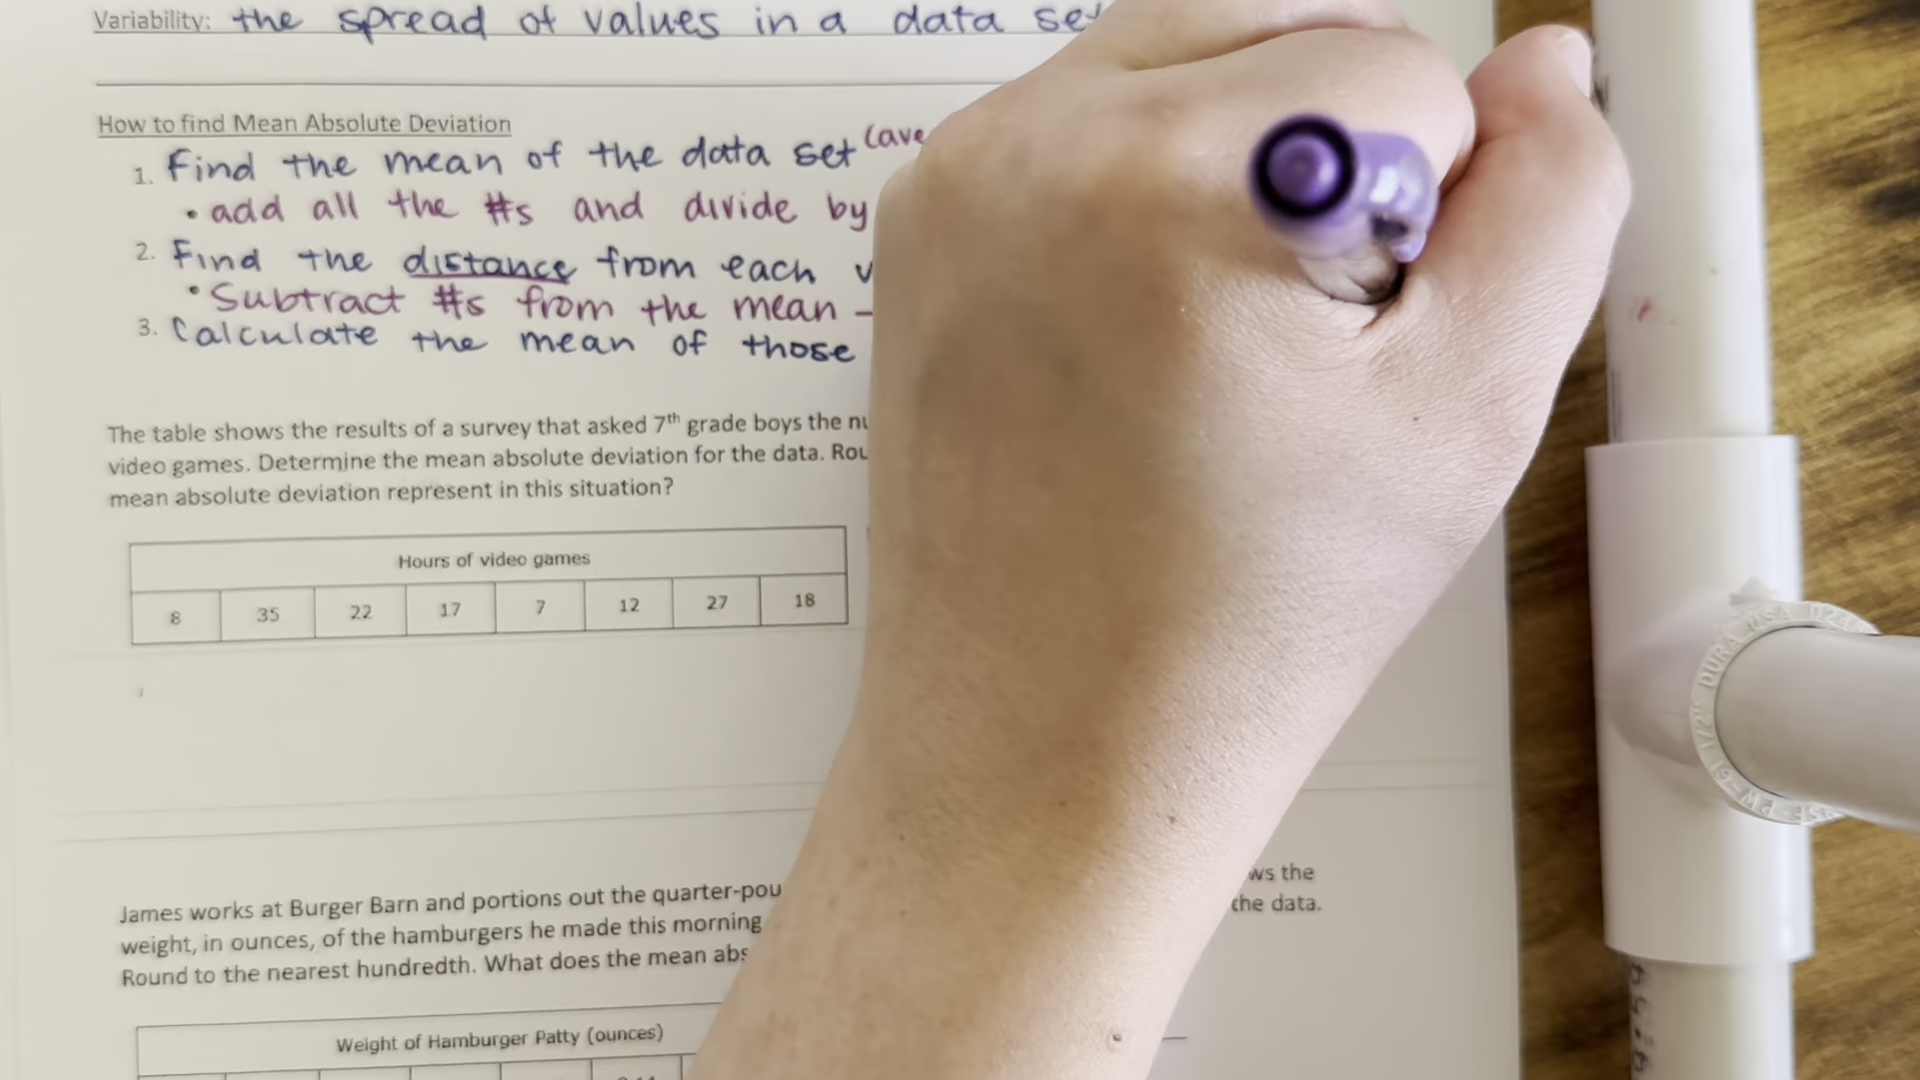 Variability: the spread of values in a data set
How to find Mean Absolute Deviation
1. Find the mean of the data set (ave
• add all the #s and divide by
2. Find the distance from each
• Subtract #s from the mean –
3. Calculate the mean of those
The table shows the results of a survey that asked 7th grade boys the
video games. Determine the mean absolute deviation for the data.
mean absolute deviation represent in this situation?
Hours of video games
8 35 22 17 7 12 27 18
James works at Burger Barn and portions out the quarter-pou ws the
weight, in ounces, of the hamburgers he made this morning the data.
Round to the nearest hundredth. What does the mean abs
Weight of Hamburger Patty (ounces)
1 1/2" DURA USA